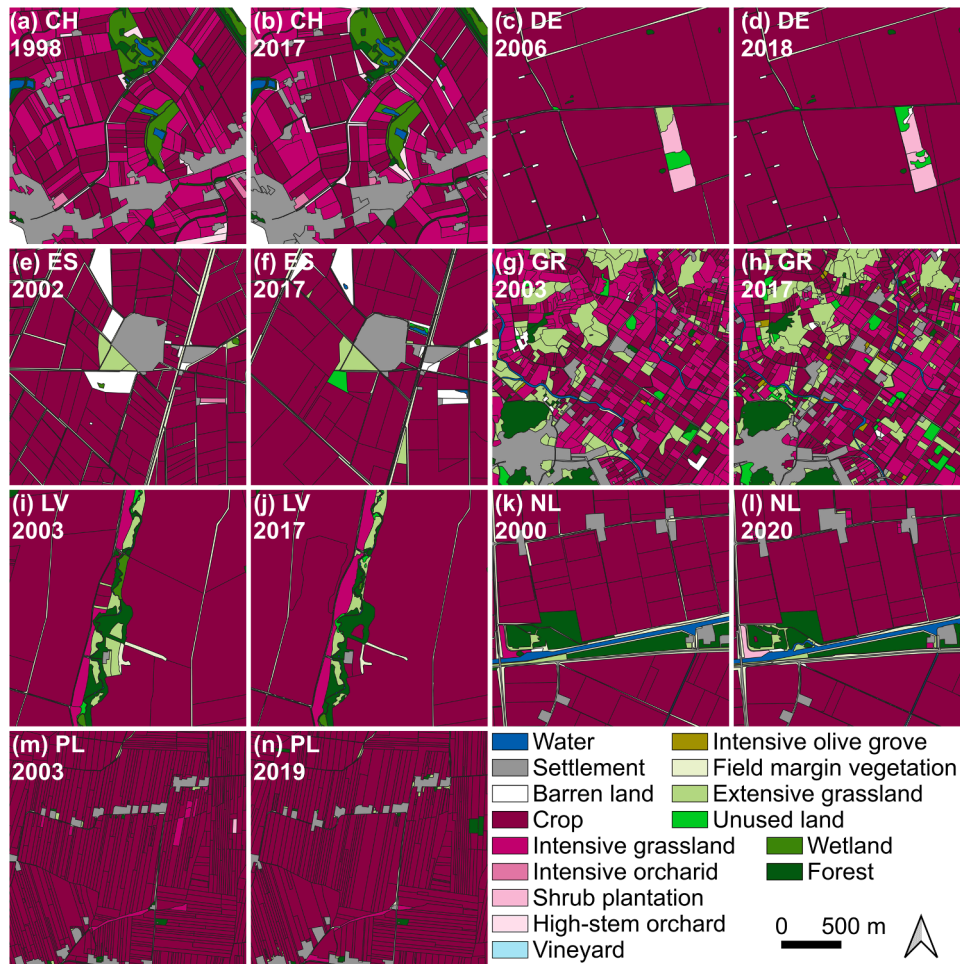 (a) CH
1998
(b) CH
2017
(c) DE
2006
(d) DE
2018
(e) ES
2002
(f) ES
2017
(g) GR
2003
(h) GR
2017
(i) LV
2003
(j) LV
2017
(k) NL
2000
(l) NL
2020
(m) PL
2003
(n) PL
2019
Water
Settlement
Barren land
Crop
Intensive grassland
Intensive orcharid
Shrub plantation
High-stem orchard
Vineyard
Intensive olive grove
Field margin vegetation
Extensive grassland
Unused land
Wetland
Forest
0 500 m